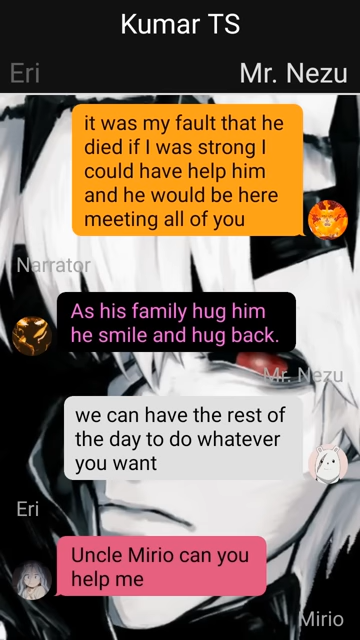 Kumar TS
Eri
Mr. Nezu
it was my fault that he
died if I was strong I
could have help him
and he would be here
meeting all of you
Narrator
As his family hug him
he smile and hug back.
Mr. Nezu
we can have the rest of
the day to do whatever
you want
Eri
Uncle Mirio can you
help me
Mirio